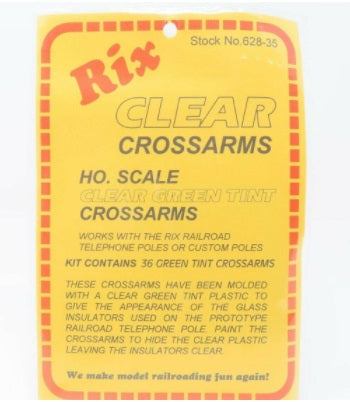 Stock No.628-35
Rix
CLEAR
CROSSARMS
HO. SCALE
CLEAR GREEN TINT
CROSSARMS
WORKS WITH THE RIX RAILROAD
TELEPHONE POLES OR CUSTOM POLES
KIT CONTAINS 36 GREEN TINT CROSSARMS
THESE CROSSARMS HAVE BEEN MOLDED
WITH A CLEAR GREEN TINT PLASTIC TO
GIVE THE APPEARANCE OF THE GLASS
INSULATORS USED ON THE PROTOTYPE
RAILROAD TELEPHONE POLE. PAINT THE
CROSSARMS TO HIDE THE CLEAR PLASTIC
LEAVING THE INSULATORS CLEAR.
We make model railroading fun again!